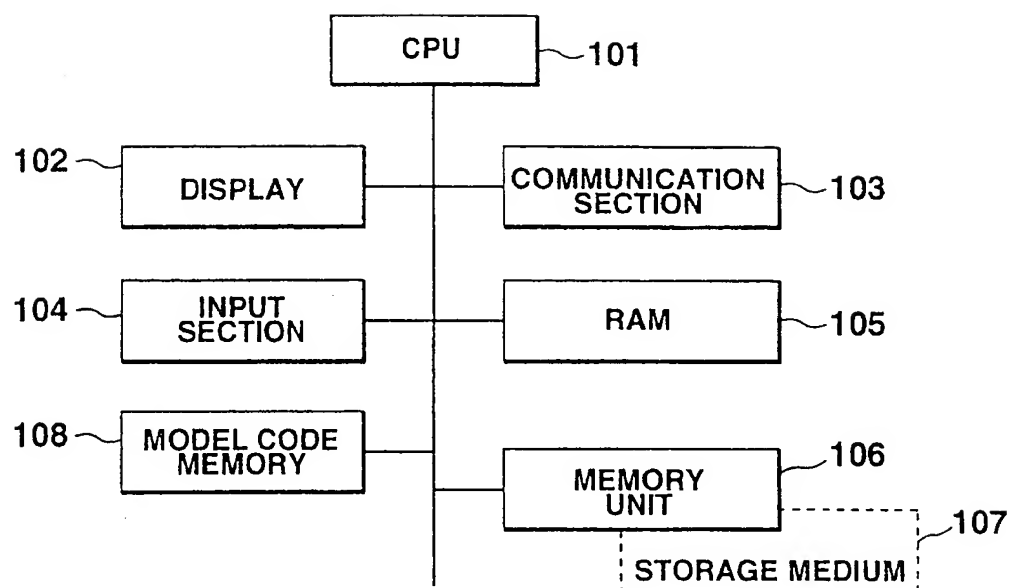 CPU
101
102
DISPLAY
COMMUNICATION
SECTION
103
104
INPUT
SECTION
RAM
105
108
MODEL CODE
MEMORY
MEMORY
UNIT
106
107
STORAGE MEDIUM